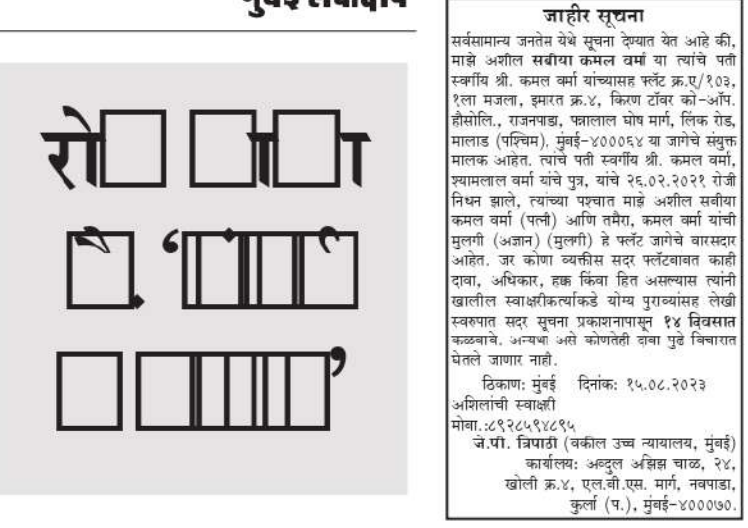 जाहीर सूचना
सर्वसामान्य जनतेस येथे सूचना देण्यात येत आहे की,
माझे अशील सबीया कमल वर्मा या त्यांचे पती
स्वर्गीय श्री. कमल वर्मा यांच्यासह फ्लॅट क्र.ए/१०३,
१ला मजला, इमारत क्र.४, किरण टॉवर को-ऑप.
हौसोलि., राजनपाडा, पन्नालाल घोष मार्ग, लिंक रोड,
मालाड (पश्चिम), मुंबई-४०००६४ या जागेचे संयुक्त
मालक आहेत. त्यांचे पती स्वर्गीय श्री. कमल वर्मा,
श्यामलाल वर्मा यांचे पुत्र, यांचे २६.०२.२०२१ रोजी
निधन झाले, त्यांच्या पश्चात माझे अशील सबीया
कमल वर्मा (पत्नी) आणि तमैरा, कमल वर्मा यांची
मुलगी (अज्ञान) (मुलगी) हे फ्लॅट जागेचे वारसदार
आहेत. जर कोणा व्यक्तीस सदर फ्लॅटबाबत काही
दावा, अधिकार, हक्क किंवा हित असल्यास त्यांनी
खालील स्वाक्षरीकर्त्याकडे योग्य पुराव्यांसह लेखी
स्वरुपात सदर सूचना प्रकाशनापासून १४ दिवसात
कळवावे. अन्यथा असे कोणतेही दावा पुढे विचारात
घेतले जाणार नाही.
ठिकाण: मुंबई दिनांक: १५.०८.२०२३
अशिलांची स्वाक्षरी
मोबा.:८९२८५९४८९५
जे.पी. त्रिपाठी (वकील उच्च न्यायालय, मुंबई)
कार्यालय: अब्दुल अझिझ चाळ, २४,
खोली क्र.४, एल.बी.एस. मार्ग, नवपाडा,
कुर्ला (प.), मुंबई-४०००७०.